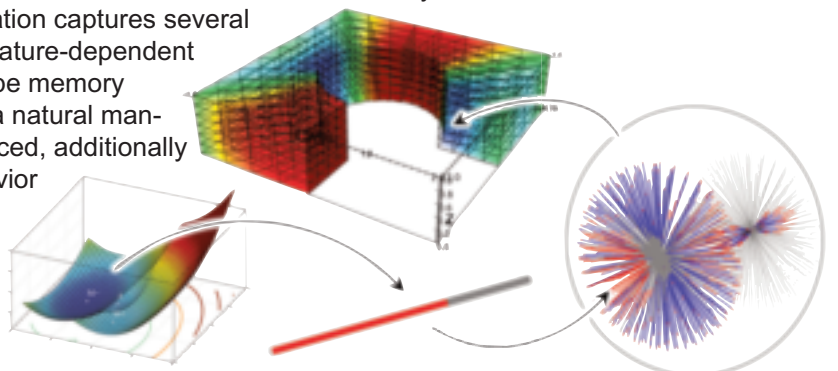 ation captures several
ature-dependent
pe memory
a natural man-
ced, additionally
vior